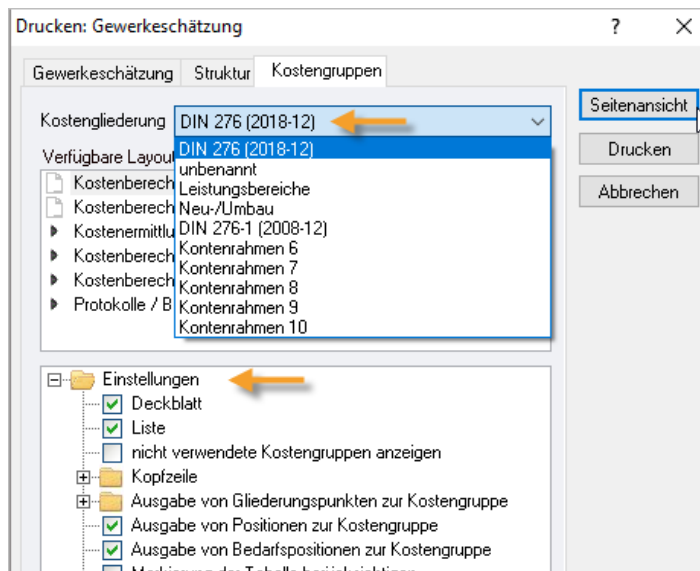 Drucken: Gewerkeschätzung
Gewerkeschätzung Struktur Kostengruppen
Kostengliederung DIN 276 (2018-12)
Seitenansicht
Drucken
Abbrechen
Verfügbare Layou
DIN 276 (2018-12)
unbenannt
Leistungsbereiche
Neu-/Umbau
DIN 276-1 (2008-12)
Kontenrahmen 6
Kontenrahmen 7
Kontenrahmen 8
Kontenrahmen 9
Kontenrahmen 10
Kostenberech
Kostenberech
Kostenermittlu
Kostenberech
Kostenberech
Protokolle / B
Einstellungen
Deckblatt
Liste
nicht verwendete Kostengruppen anzeigen
Kopfzeile
Ausgabe von Gliederungspunkten zur Kostengruppe
Ausgabe von Positionen zur Kostengruppe
Ausgabe von Bedarfspositionen zur Kostengruppe